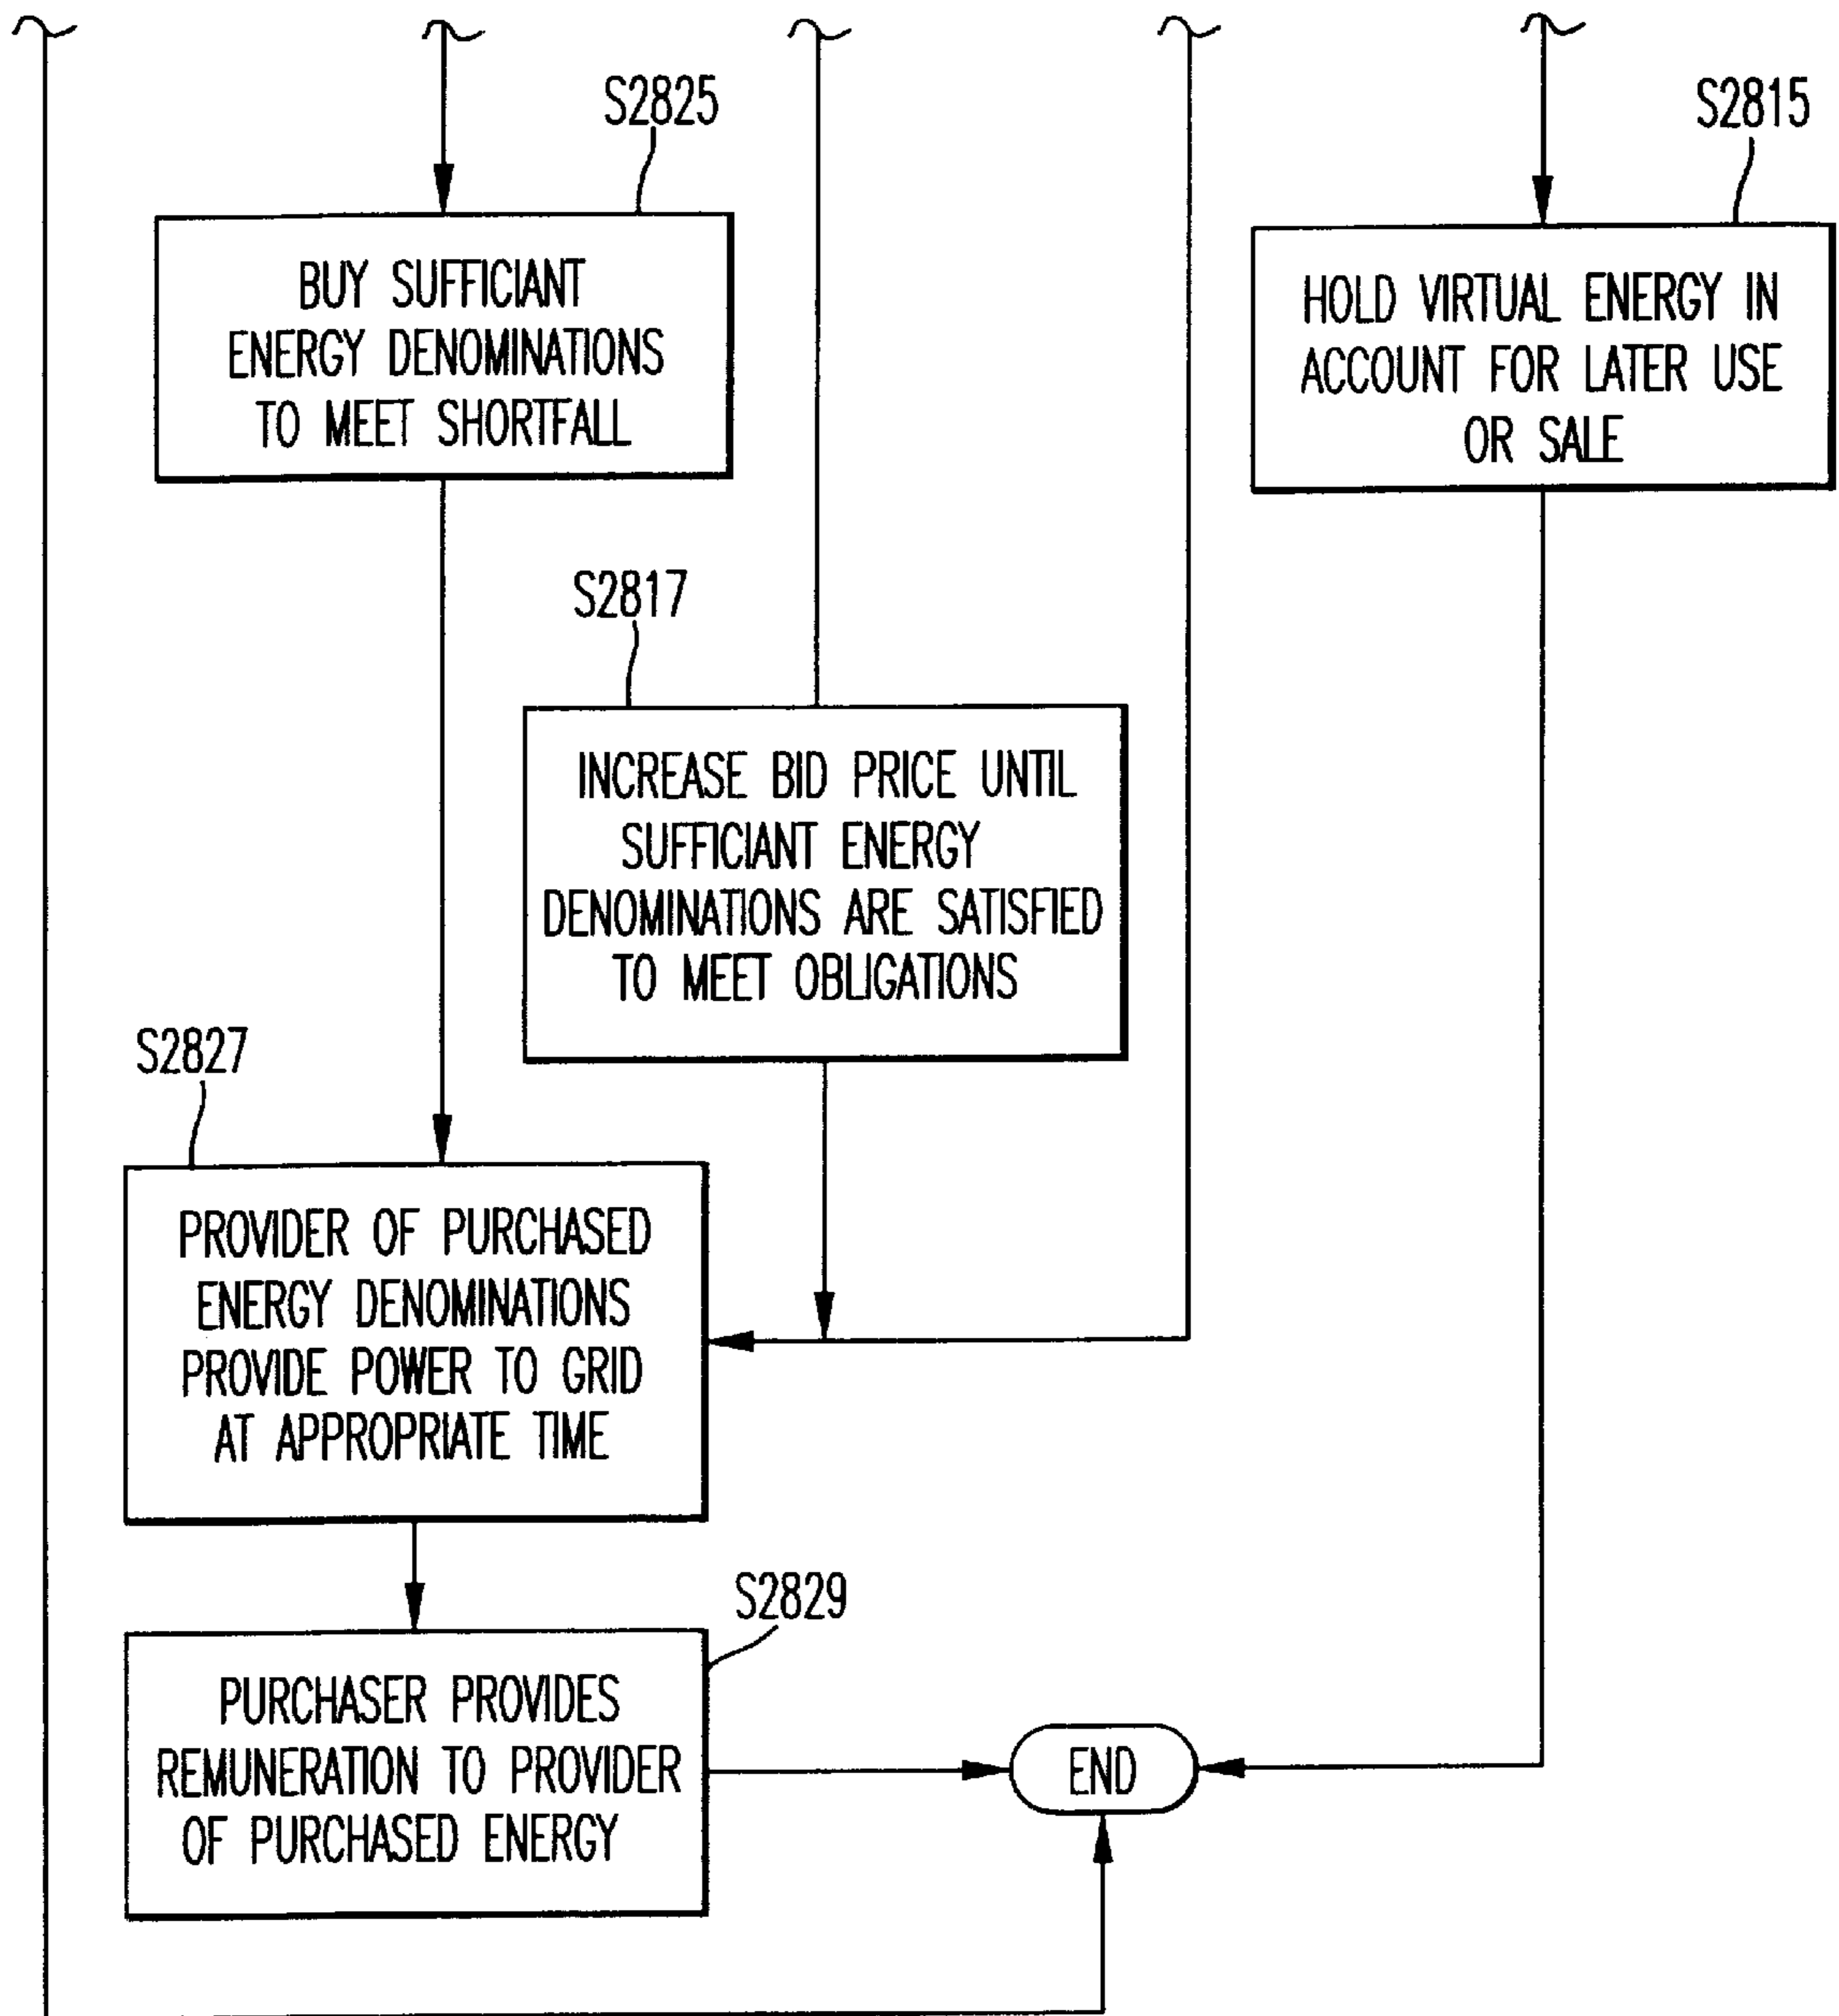 S2825
S2815
BUY SUFFICIANT
ENERGY DENOMINATIONS
TO MEET SHORTFALL
HOLD VIRTUAL ENERGY IN
ACCOUNT FOR LATER USE
OR SALE
S2817
INCREASE BID PRICE UNTIL
SUFFICIANT ENERGY
DENOMINATIONS ARE SATISFIED
TO MEET OBLIGATIONS
S2827
PROVIDER OF PURCHASED
ENERGY DENOMINATIONS
PROVIDE POWER TO GRID
AT APPROPRIATE TIME
S2829
PURCHASER PROVIDES
REMUNERATION TO PROVIDER
OF PURCHASED ENERGY
END